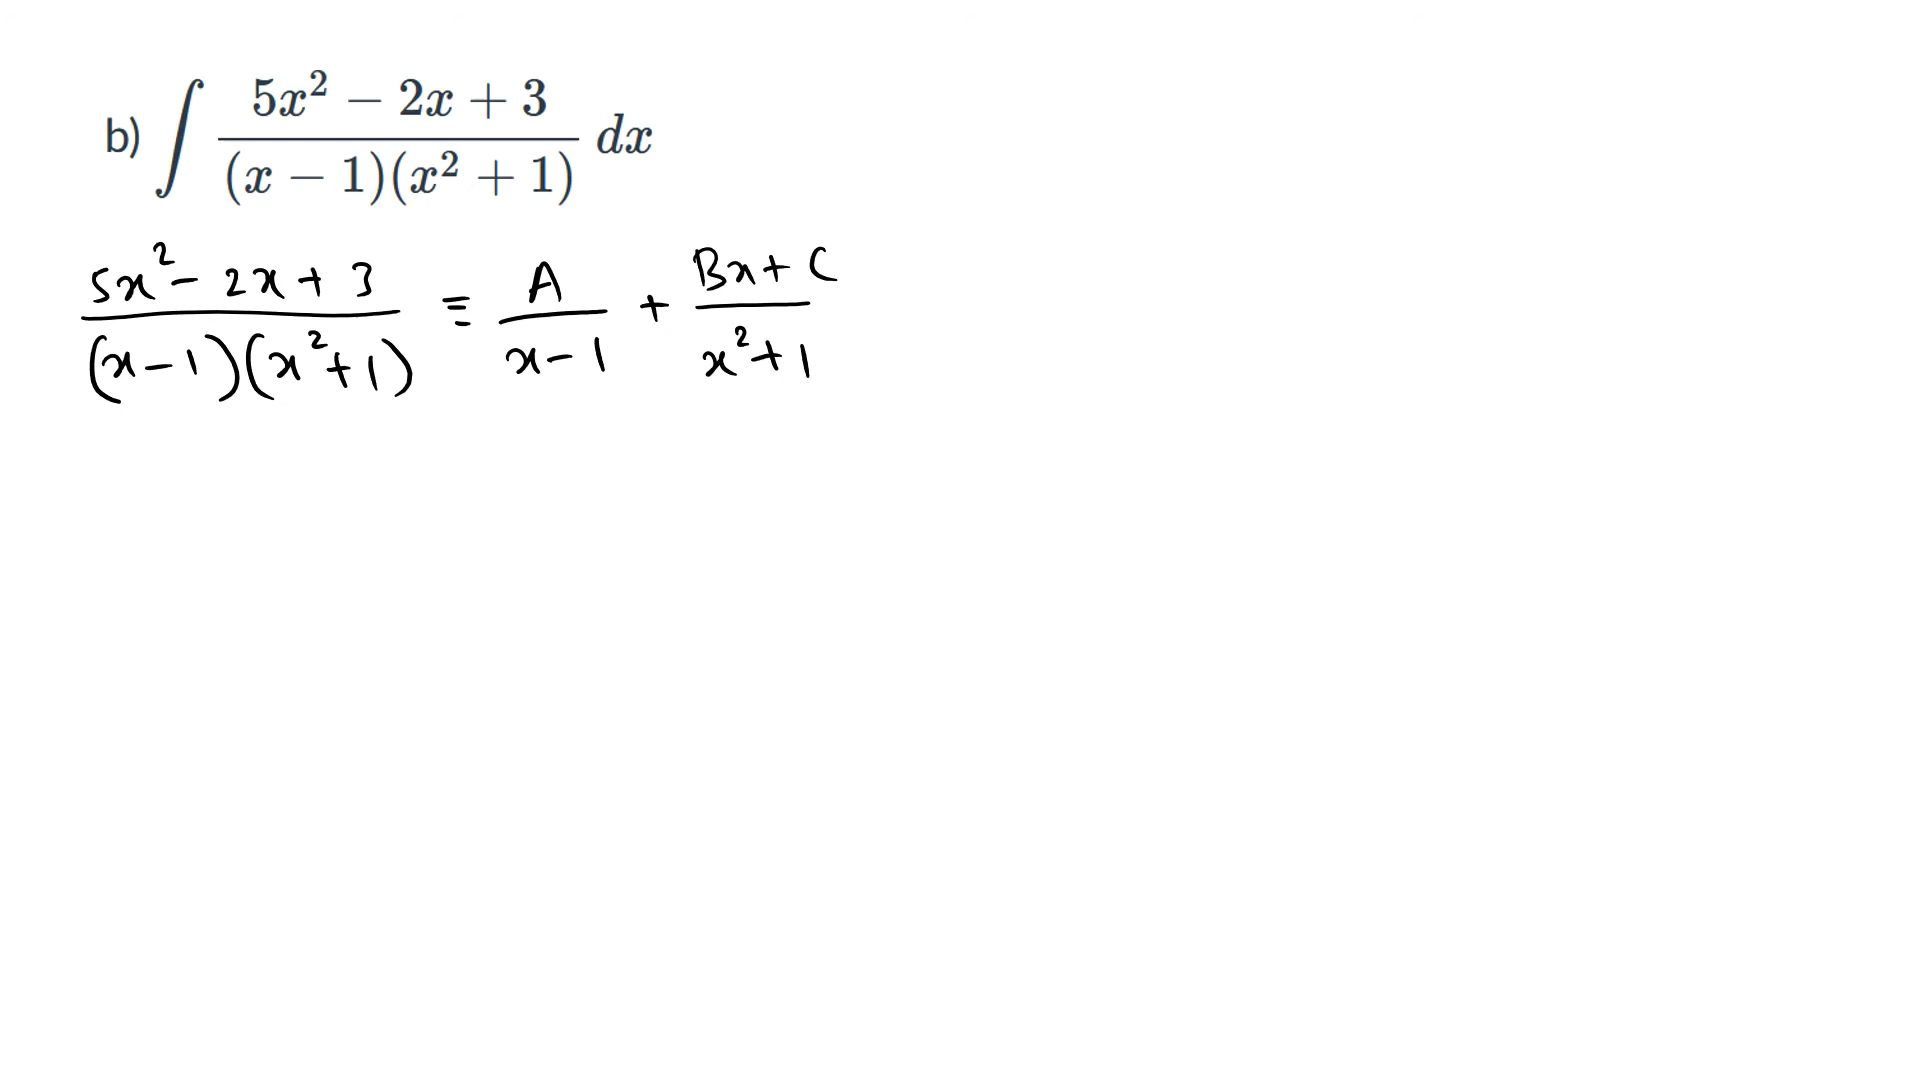 b) ∫ (5x² − 2x + 3)/((x − 1)(x² + 1)) dx
(5x² − 2x + 3)/((x − 1)(x² + 1)) ≡ A/(x − 1) + (Bx + C)/(x² + 1)